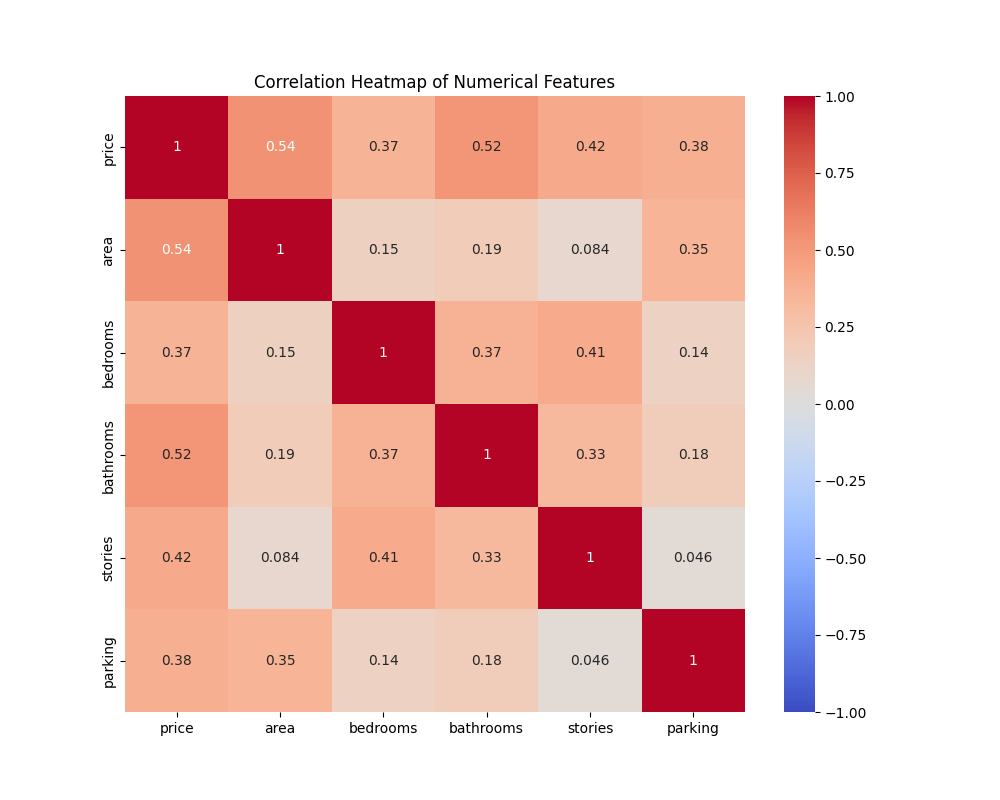 Correlation Heatmap of Numerical Features
price 1 0.54 0.37 0.52 0.42 0.38
area 0.54 1 0.15 0.19 0.084 0.35
bedrooms 0.37 0.15 1 0.37 0.41 0.14
bathrooms 0.52 0.19 0.37 1 0.33 0.18
stories 0.42 0.084 0.41 0.33 1 0.046
parking 0.38 0.35 0.14 0.18 0.046 1
price area bedrooms bathrooms stories parking
1.00
0.75
0.50
0.25
0.00
−0.25
−0.50
−0.75
−1.00